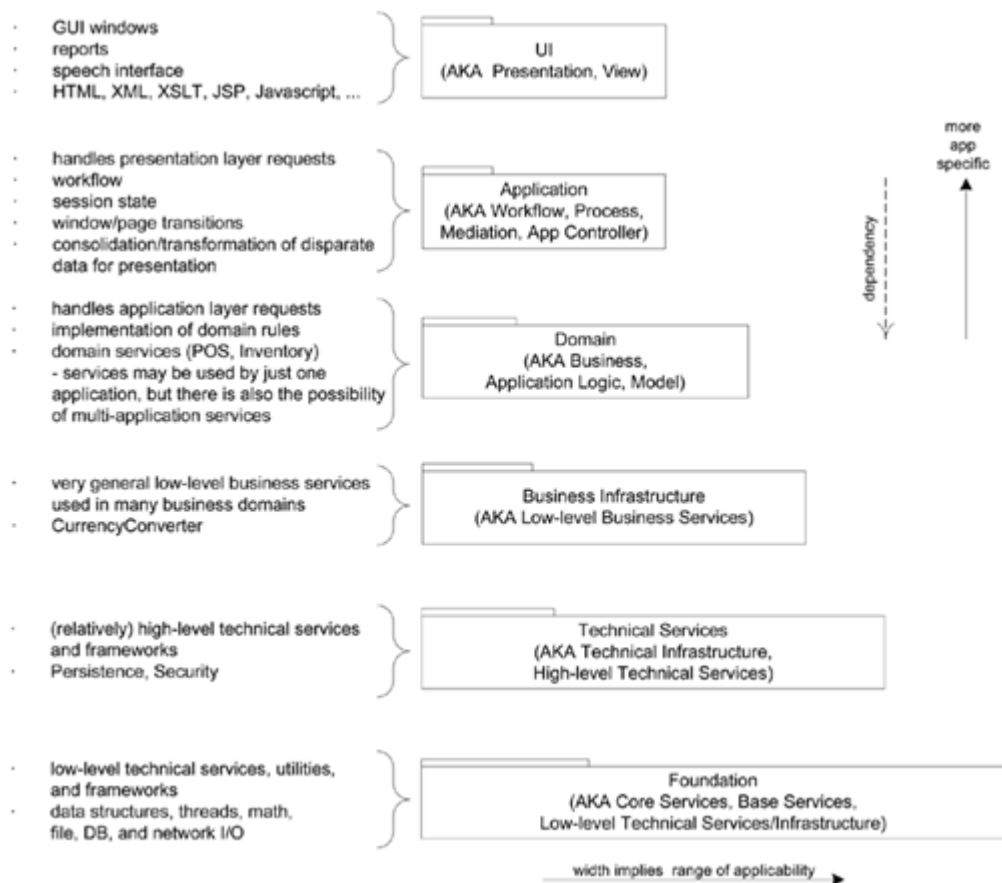 · GUI windows
· reports
· speech interface
· HTML, XML, XSLT, JSP, Javascript, ...
UI
(AKA Presentation, View)
more
app
specific
dependency
· handles presentation layer requests
· workflow
· session state
· window/page transitions
· consolidation/transformation of disparate
data for presentation
Application
(AKA Workflow, Process,
Mediation, App Controller)
· handles application layer requests
· implementation of domain rules
· domain services (POS, Inventory)
- services may be used by just one
application, but there is also the possibility
of multi-application services
Domain
(AKA Business,
Application Logic, Model)
· very general low-level business services
used in many business domains
· CurrencyConverter
Business Infrastructure
(AKA Low-level Business Services)
· (relatively) high-level technical services
and frameworks
· Persistence, Security
Technical Services
(AKA Technical Infrastructure,
High-level Technical Services)
· low-level technical services, utilities,
and frameworks
· data structures, threads, math,
file, DB, and network I/O
Foundation
(AKA Core Services, Base Services,
Low-level Technical Services/Infrastructure)
width implies range of applicability